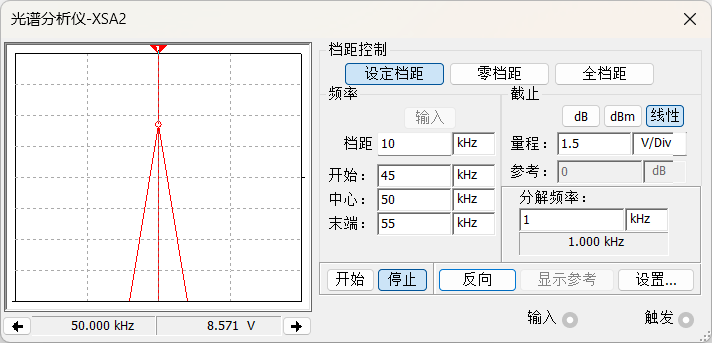 光谱分析仪-XSA2
档距控制
设定档距 零档距 全档距
频率
输入
档距 10 kHz
开始： 45 kHz
中心： 50 kHz
末端： 55 kHz
截止
dB dBm 线性
量程： 1.5 V/Div
参考： 0 dB
分解频率：
1 kHz
1.000 kHz
开始 停止 反向 显示参考 设置...
50.000 kHz 8.571 V
输入 触发